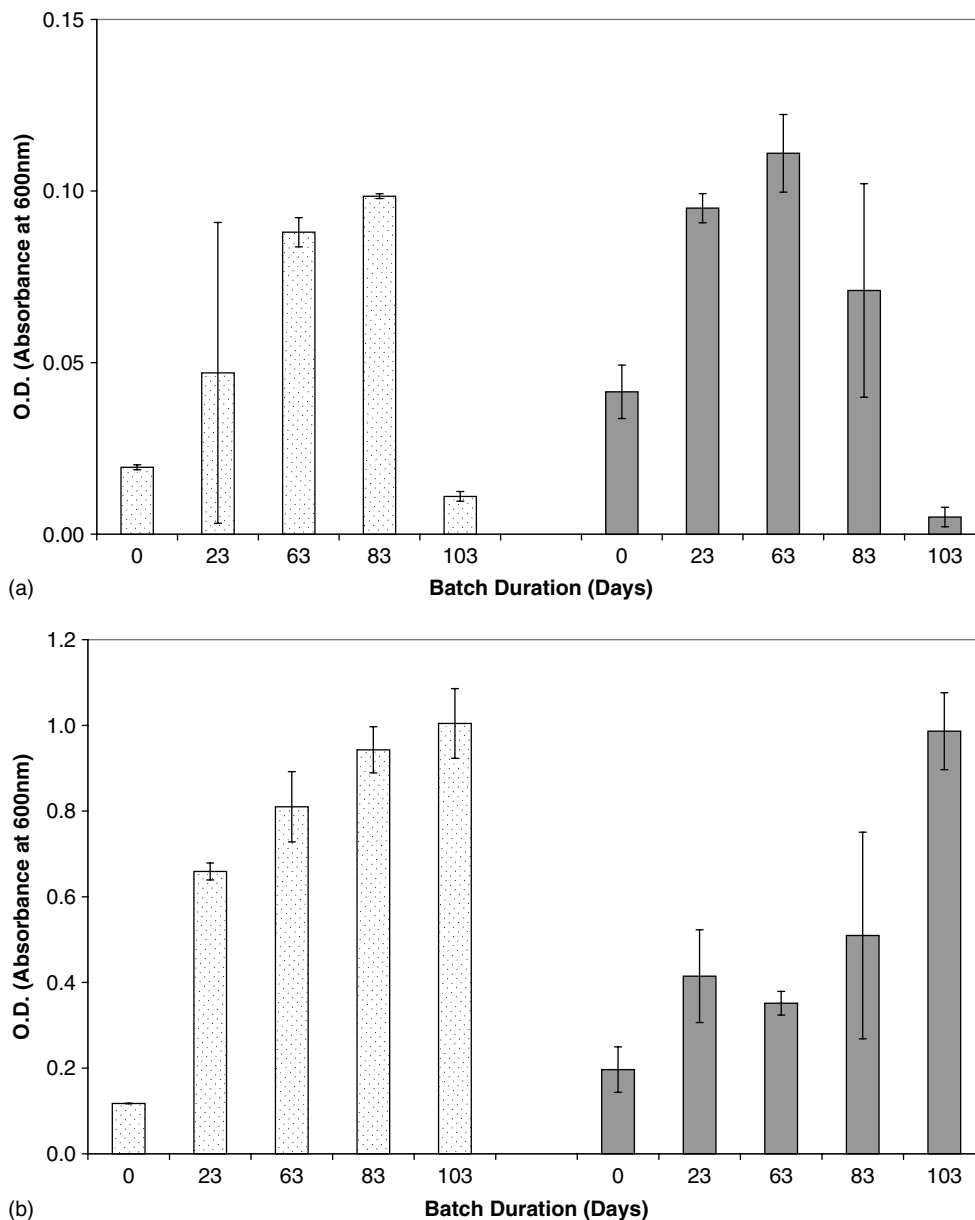 0.15
0.10
0.05
0.00
O.D. (Absorbance at 600nm)
0 23 63 83 103 0 23 63 83 103
(a) Batch Duration (Days)
1.2
1.0
0.8
0.6
0.4
0.2
0.0
O.D. (Absorbance at 600nm)
0 23 63 83 103 0 23 63 83 103
(b) Batch Duration (Days)